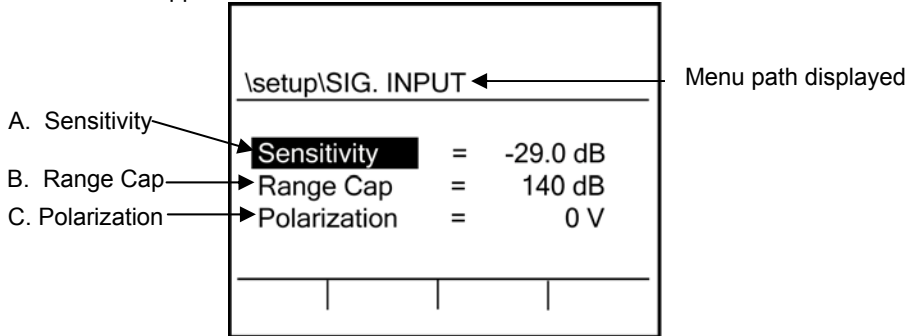 \setup\SIG. INPUT
Menu path displayed
A. Sensitivity
Sensitivity = -29.0 dB
B. Range Cap
Range Cap = 140 dB
C. Polarization
Polarization = 0 V